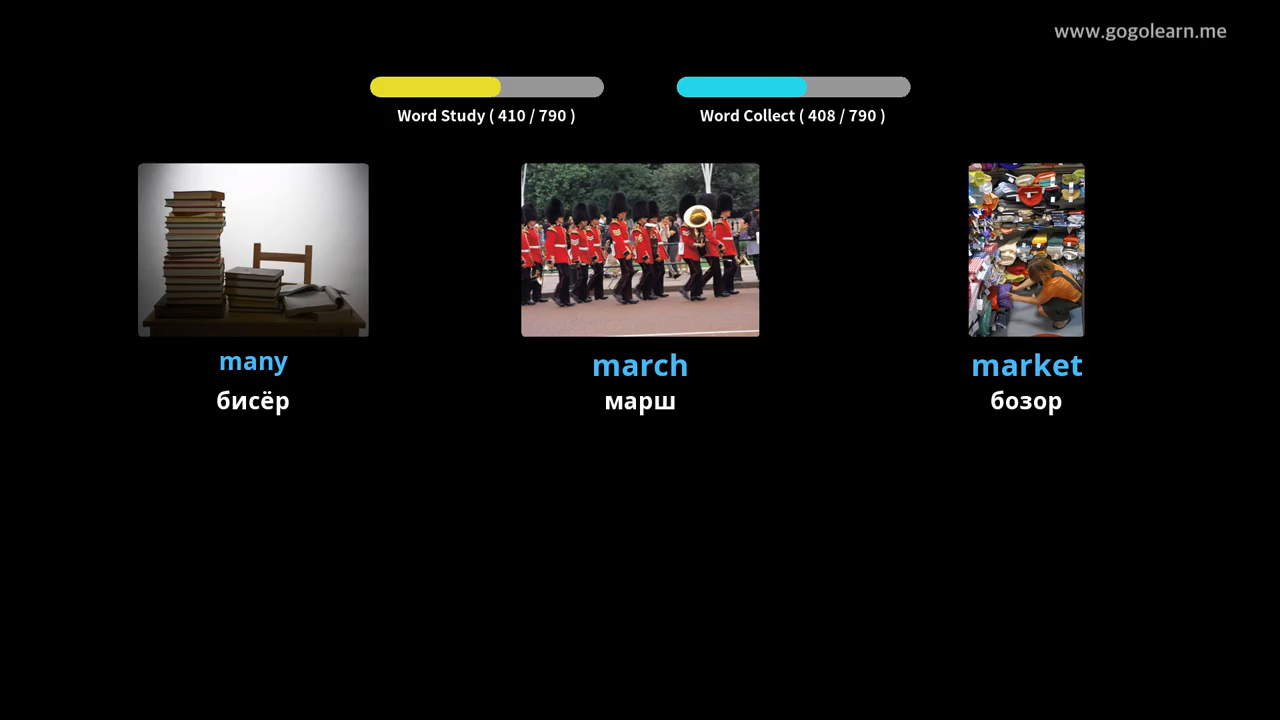 www.gogolearn.me
Word Study ( 410 / 790 )
Word Collect ( 408 / 790 )
many
march
market
бисёр
марш
бозор